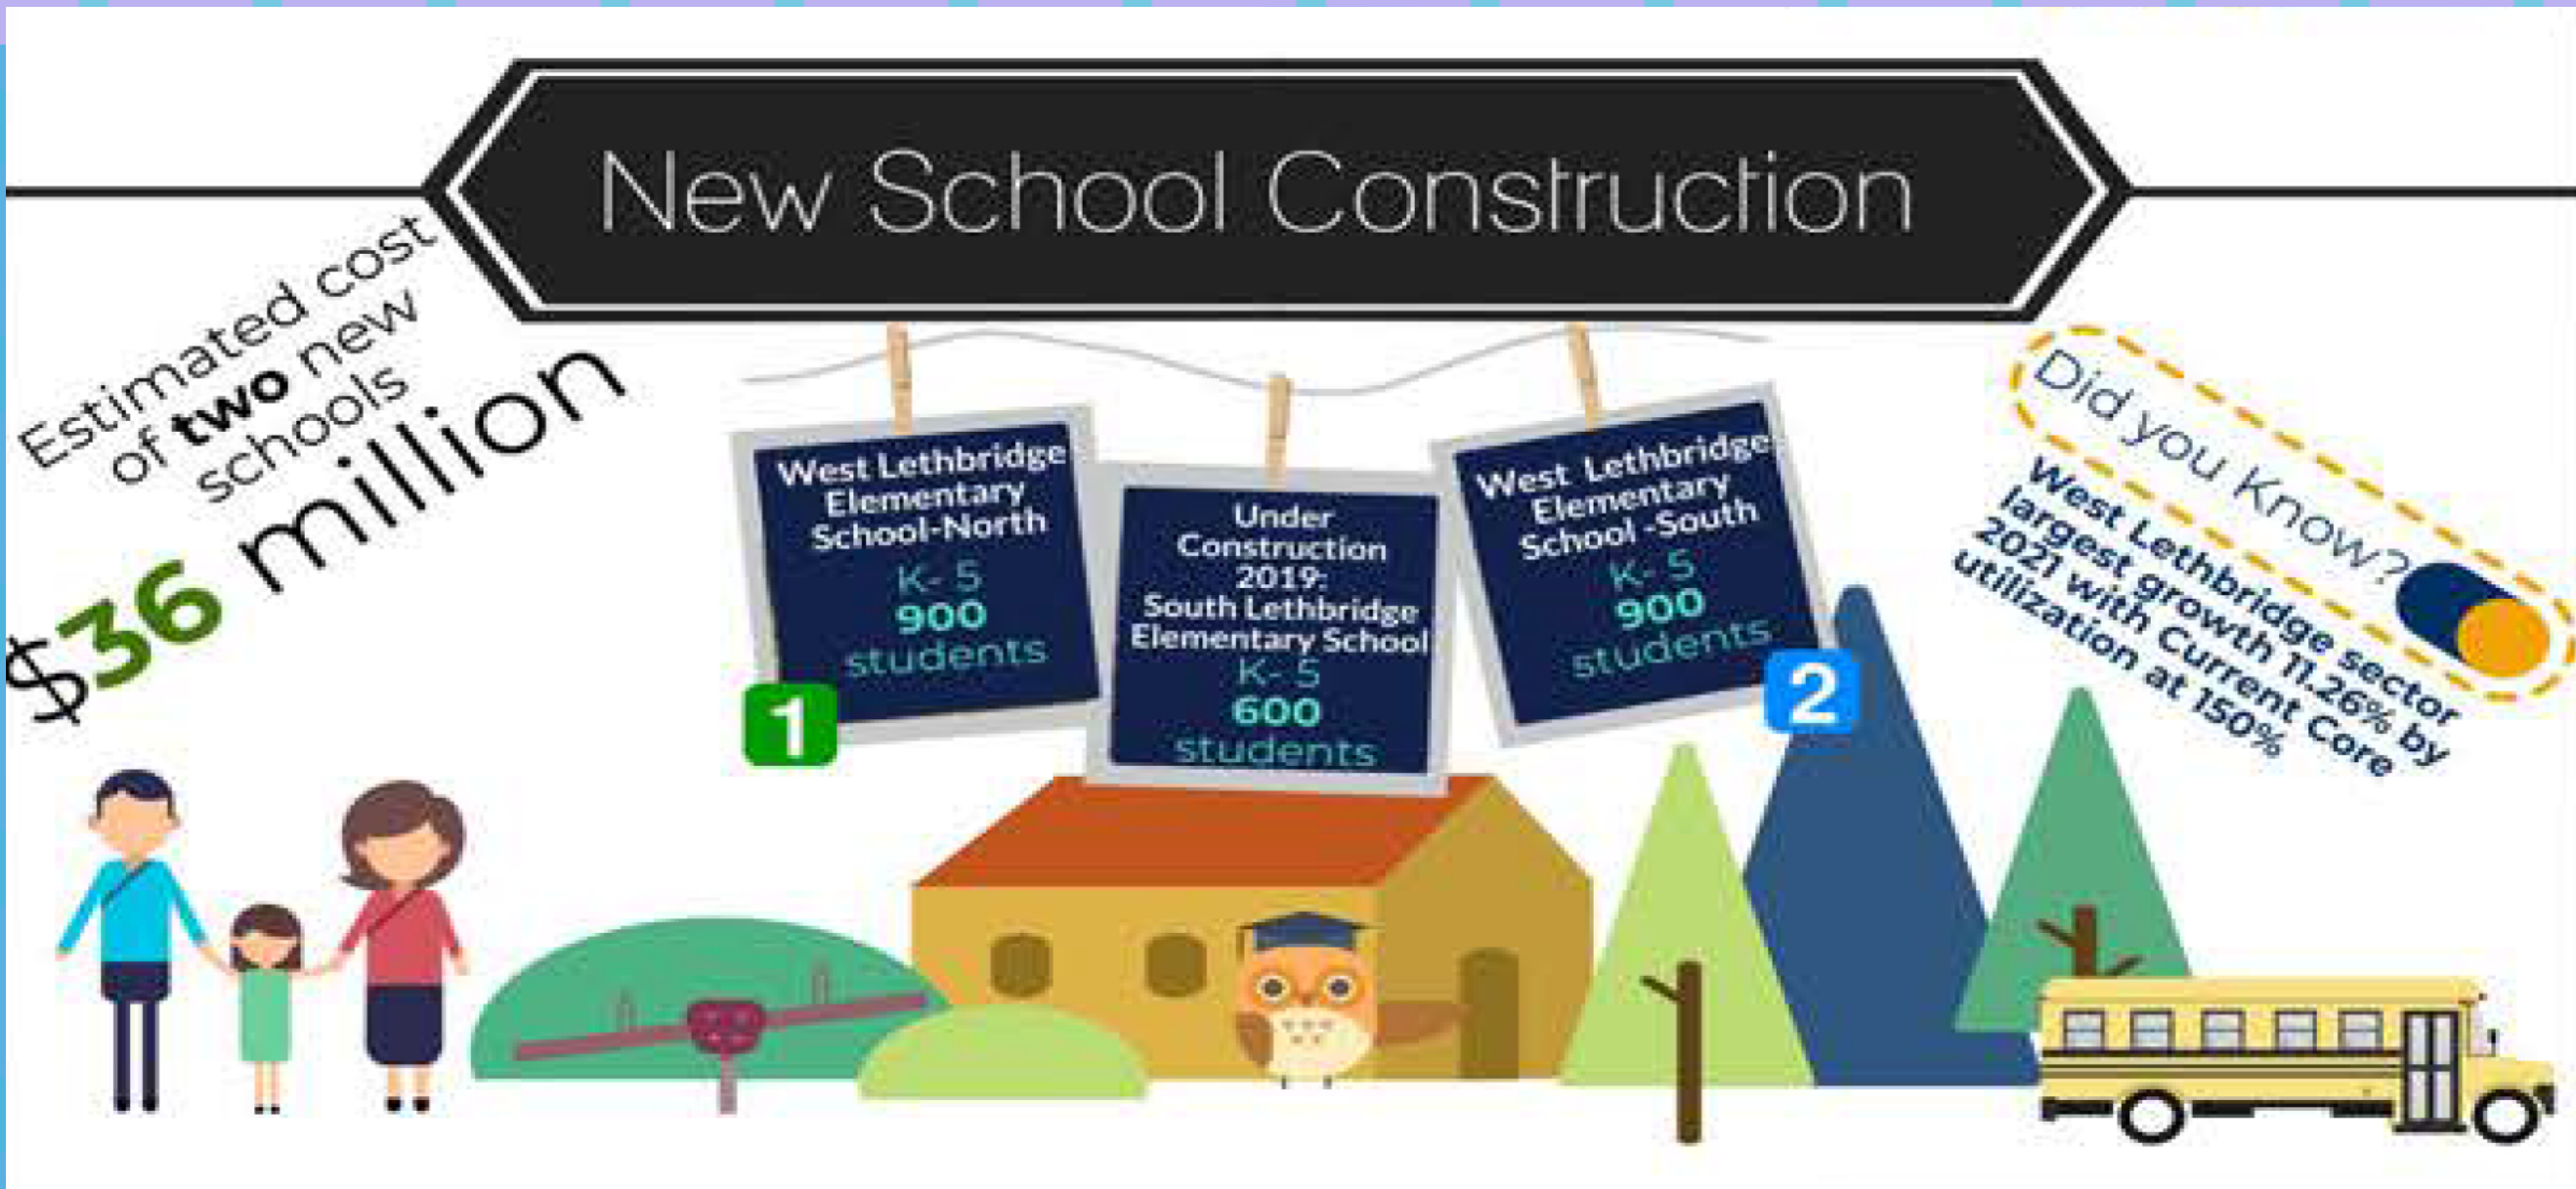 New School Construction
Estimated cost
of two new
schools
$36 million
West Lethbridge
Elementary
School-North
K- 5
900
students
1
Under
Construction
2019:
South Lethbridge
Elementary School
K- 5
600
students
West Lethbridge
Elementary
School -South
K- 5
900
students
2
Did you Know?
West Lethbridge sector
largest growth 11.26% by
2021 with Current Core
utilization at 150%